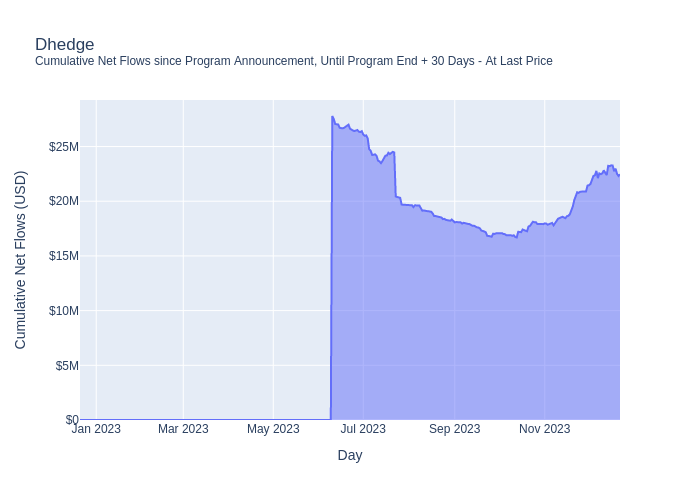 Dhedge
Cumulative Net Flows since Program Announcement, Until Program End + 30 Days - At Last Price
Cumulative Net Flows (USD)
$25M
$20M
$15M
$10M
$5M
$0
Jan 2023
Mar 2023
May 2023
Jul 2023
Sep 2023
Nov 2023
Day